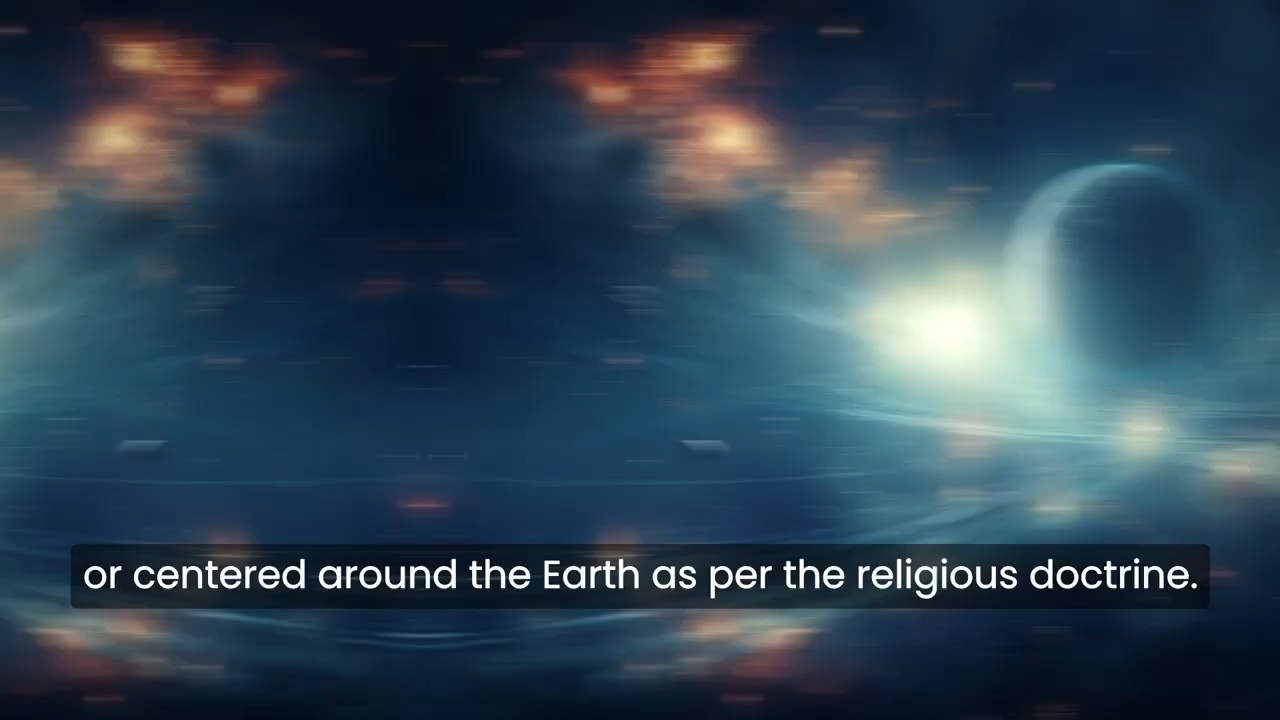 or centered around the Earth as per the religious doctrine.